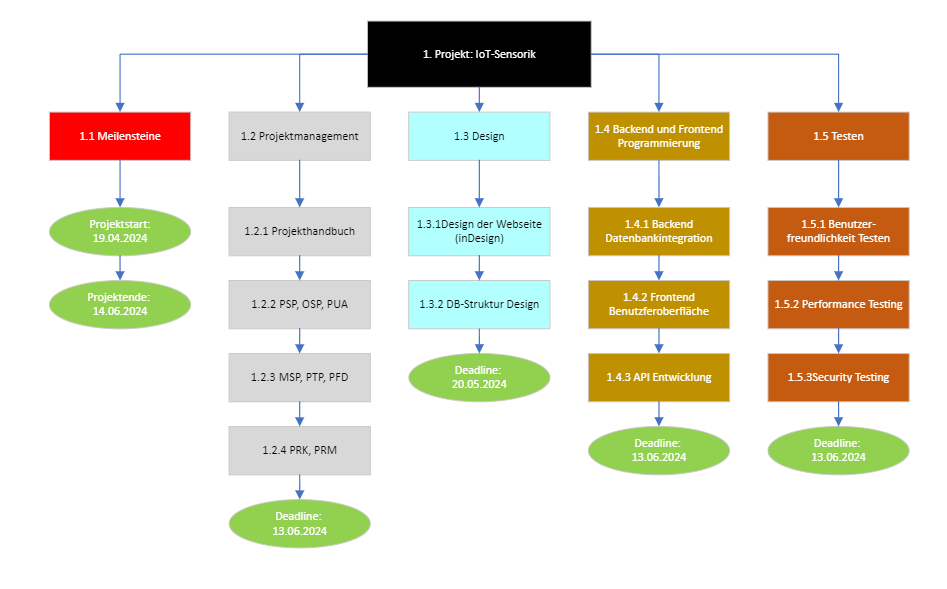 1. Projekt: IoT-Sensorik
1.1 Meilensteine
Projektstart:
19.04.2024
Projektende:
14.06.2024
1.2 Projektmanagement
1.2.1 Projekthandbuch
1.2.2 PSP, OSP, PUA
1.2.3 MSP, PTP, PFD
1.2.4 PRK, PRM
Deadline:
13.06.2024
1.3 Design
1.3.1Design der Webseite
(inDesign)
1.3.2 DB-Struktur Design
Deadline:
20.05.2024
1.4 Backend und Frontend
Programmierung
1.4.1 Backend
Datenbankintegration
1.4.2 Frontend
Benutzferoberfläche
1.4.3 API Entwicklung
Deadline:
13.06.2024
1.5 Testen
1.5.1 Benutzer-
freundlichkeit Testen
1.5.2 Performance Testing
1.5.3Security Testing
Deadline:
13.06.2024